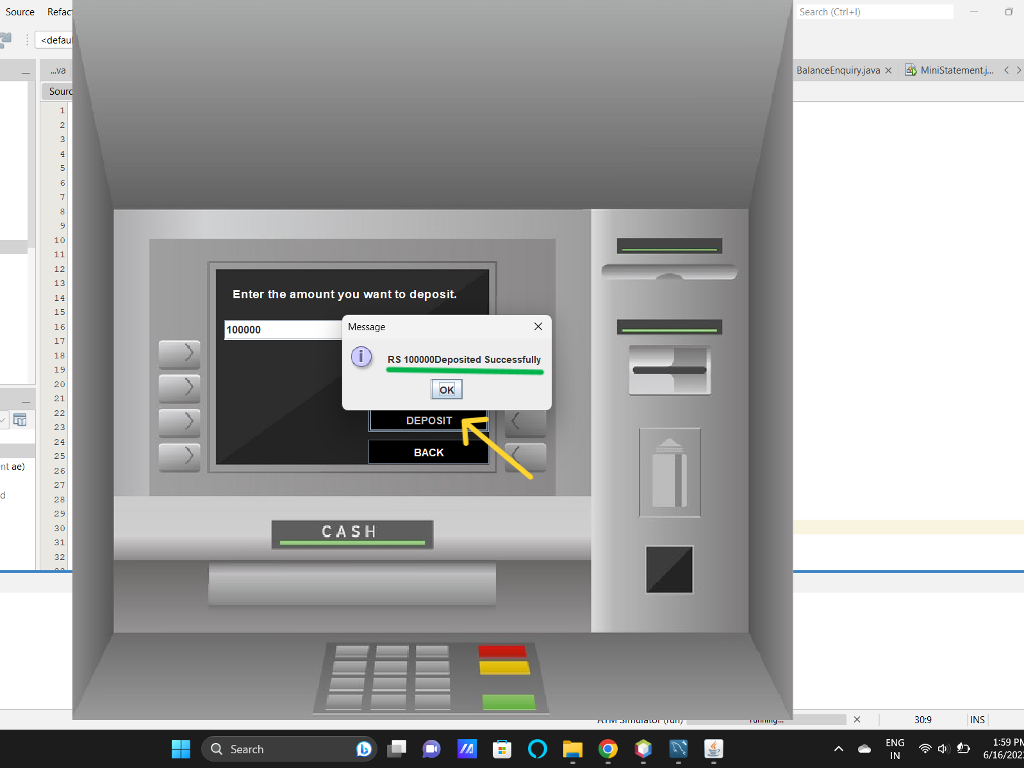 Source Refac
Search (Ctrl+I)
<defau
...va
BalanceEnquiry.java
MiniStatement.j...
Sourc
1
2
3
4
5
6
7
8
9
10
11
12
13
14
15
16
17
18
19
20
21
22
23
24
25
26
27
28
29
30
31
32
Enter the amount you want to deposit.
100000
Message
i
RS 100000Deposited Successfully
OK
DEPOSIT
BACK
CASH
nt ae)
d
ATM Simulator (run)
running...
30:9
INS
Search
ENG
IN
1:59 PM
6/16/202